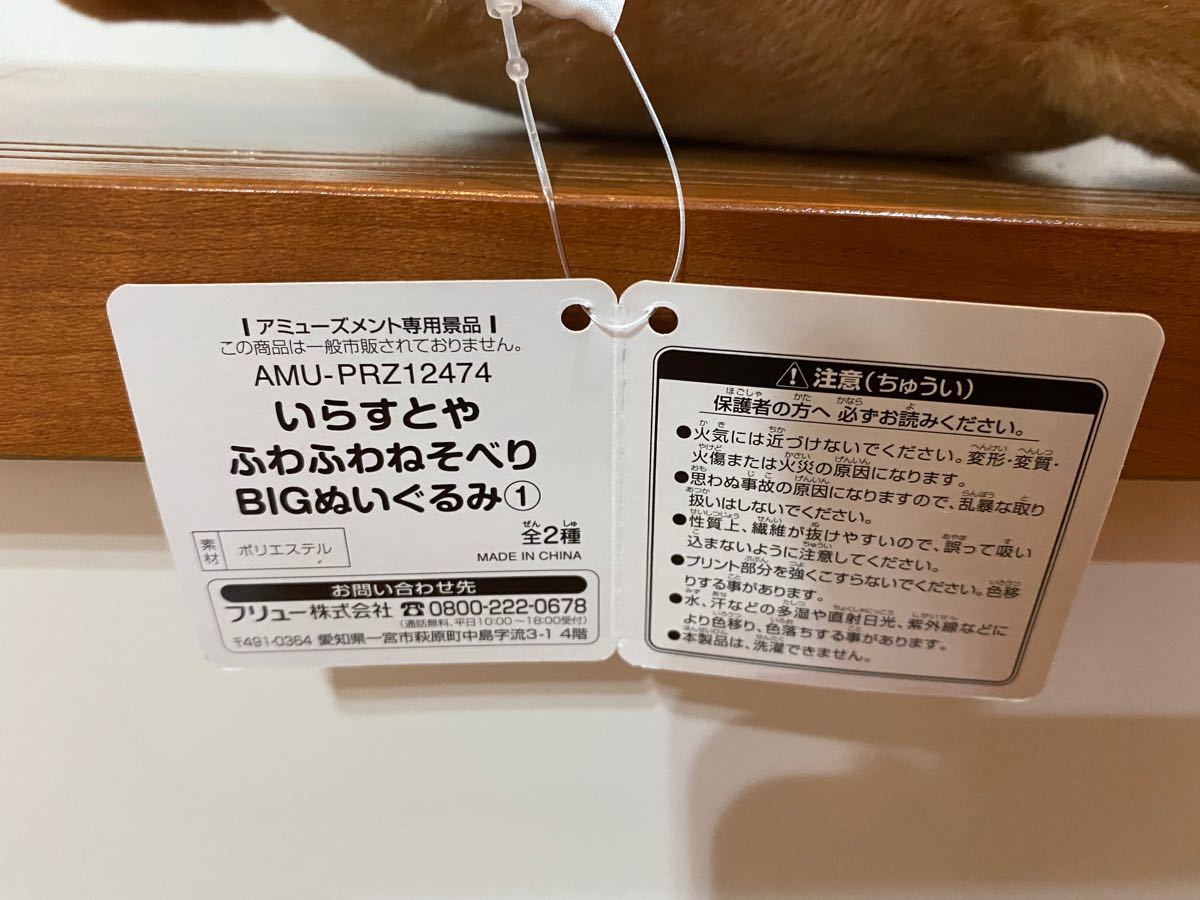 アミューズメント専用景品
この商品は一般市販されておりません。
AMU-PRZ12474
いらすとや
ふわふわねそべり
BIGぬいぐるみ①
全2種
素材 ポリエステル
MADE IN CHINA
お問い合わせ先
フリュー株式会社 ☎0800-222-0678
(通話無料、平日10:00~18:00受付)
〒491-0354 愛知県一宮市萩原町中島字流3-1 4階
注意(ちゅうい)
保護者の方へ 必ずお読みください。
●火気には近づけないでください。変形・変質・
火傷または火災の原因になります。
●思わぬ事故の原因になりますので、乱暴な取り
扱いはしないでください。
●性質上、繊維が抜けやすいので、誤って吸い
込まないように注意してください。
●プリント部分を強くこすらないでください。色移
りする事があります。
●水、汗などの多湿や直射日光、紫外線などに
より色移り、色落ちする事があります。
●本製品は、洗濯できません。